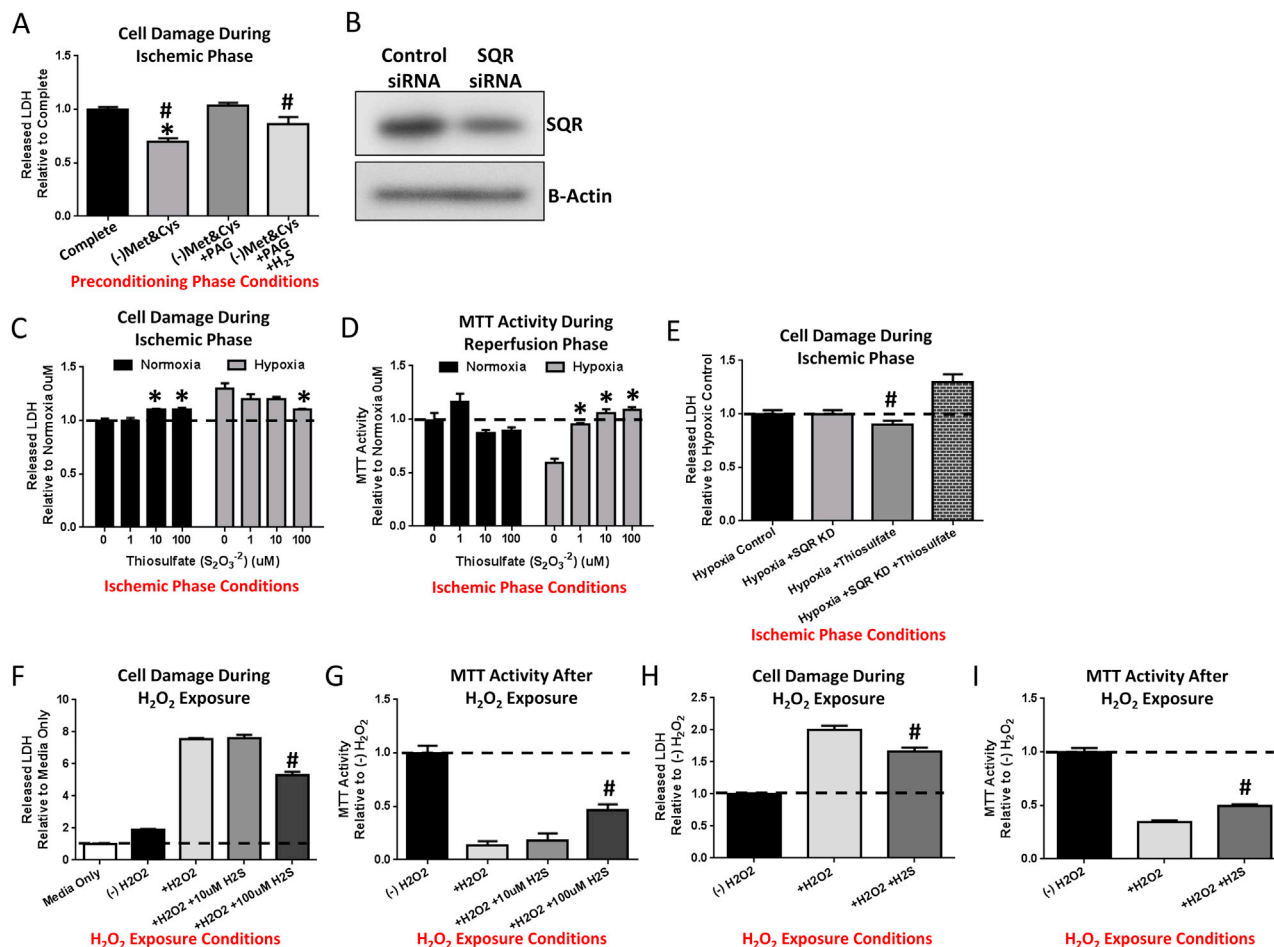 A
Cell Damage During
Ischemic Phase
Released LDH
Relative to Complete
1.5
1.0
0.5
0.0
#
*
#
Complete
(-)Met&Cys
(-)Met&Cys
+PAG
(-)Met&Cys
+PAG
+H₂S
Preconditioning Phase Conditions
B
Control
siRNA
SQR
siRNA
SQR
B-Actin
C
Cell Damage During
Ischemic Phase
Normoxia
Hypoxia
Released LDH
Relative to Normoxia 0uM
1.5
1.0
0.5
0.0
* *
*
0 1 10 100 0 1 10 100
Thiosulfate (S₂O₃⁻²) (uM)
Ischemic Phase Conditions
D
MTT Activity During
Reperfusion Phase
Normoxia
Hypoxia
MTT Activity
Relative to Normoxia 0uM
1.5
1.0
0.5
0.0
* * *
0 1 10 100 0 1 10 100
Thiosulfate (S₂O₃⁻²) (uM)
Ischemic Phase Conditions
E
Cell Damage During
Ischemic Phase
Released LDH
Relative to Hypoxic Control
1.5
1.0
0.5
0.0
#
Hypoxia Control
Hypoxia +SQR KD
Hypoxia +Thiosulfate
Hypoxia +SQR KD +Thiosulfate
Ischemic Phase Conditions
F
Cell Damage During
H₂O₂ Exposure
Released LDH
Relative to Media Only
10
8
6
4
2
0
#
Media Only
(-) H2O2
+H2O2
+H2O2 +10uM H2S
+H2O2 +100uM H2S
H₂O₂ Exposure Conditions
G
MTT Activity After
H₂O₂ Exposure
MTT Activity
Relative to (-) H₂O₂
1.5
1.0
0.5
0.0
#
(-) H2O2
+H2O2
+H2O2 +10uM H2S
+H2O2 +100uM H2S
H₂O₂ Exposure Conditions
H
Cell Damage During
H₂O₂ Exposure
Released LDH
Relative to (-) H₂O₂
2.5
2.0
1.5
1.0
0.5
0.0
#
(-) H2O2
+H2O2
+H2O2 +H2S
H₂O₂ Exposure Conditions
I
MTT Activity After
H₂O₂ Exposure
MTT Activity
Relative to (-) H₂O₂
1.5
1.0
0.5
0.0
#
(-) H2O2
+H2O2
+H2O2 +H2S
H₂O₂ Exposure Conditions